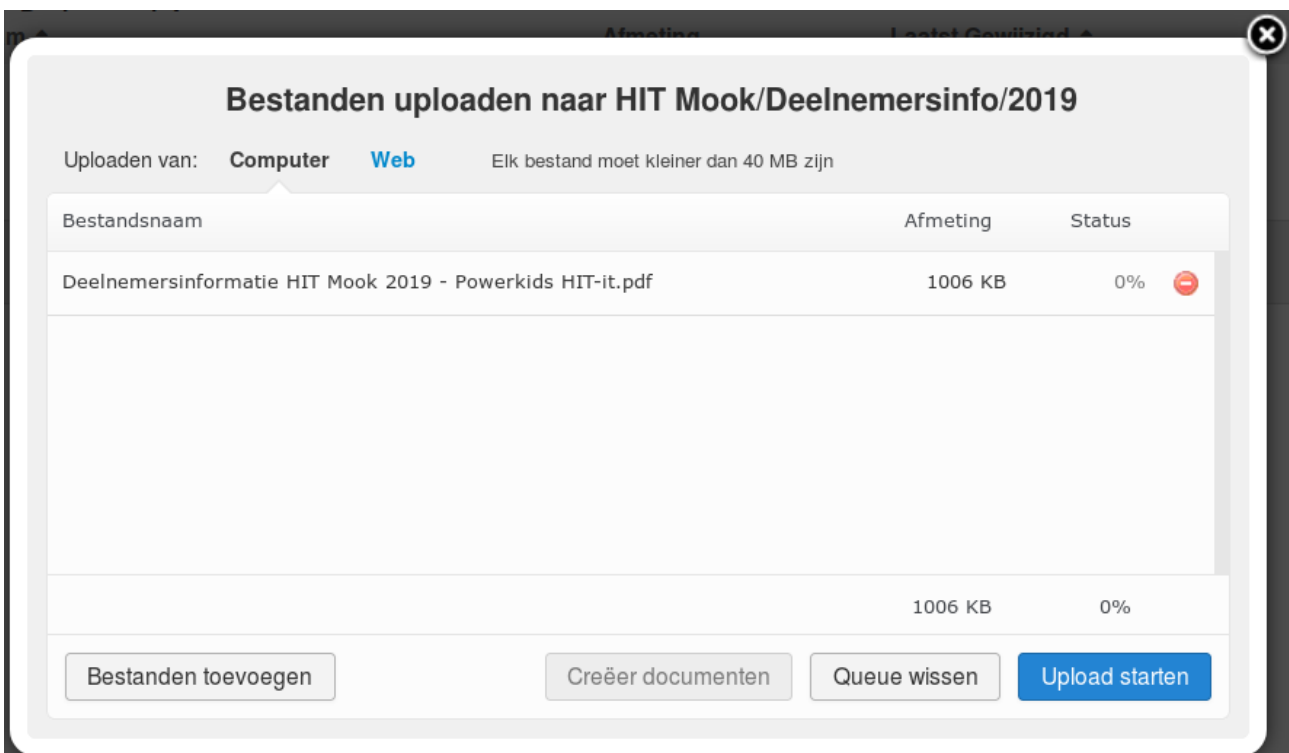 Bestanden uploaden naar HIT Mook/Deelnemersinfo/2019
Uploaden van: Computer Web Elk bestand moet kleiner dan 40 MB zijn
Bestandsnaam Afmeting Status
Deelnemersinformatie HIT Mook 2019 - Powerkids HIT-it.pdf 1006 KB 0%
1006 KB 0%
Bestanden toevoegen Creëer documenten Queue wissen Upload starten